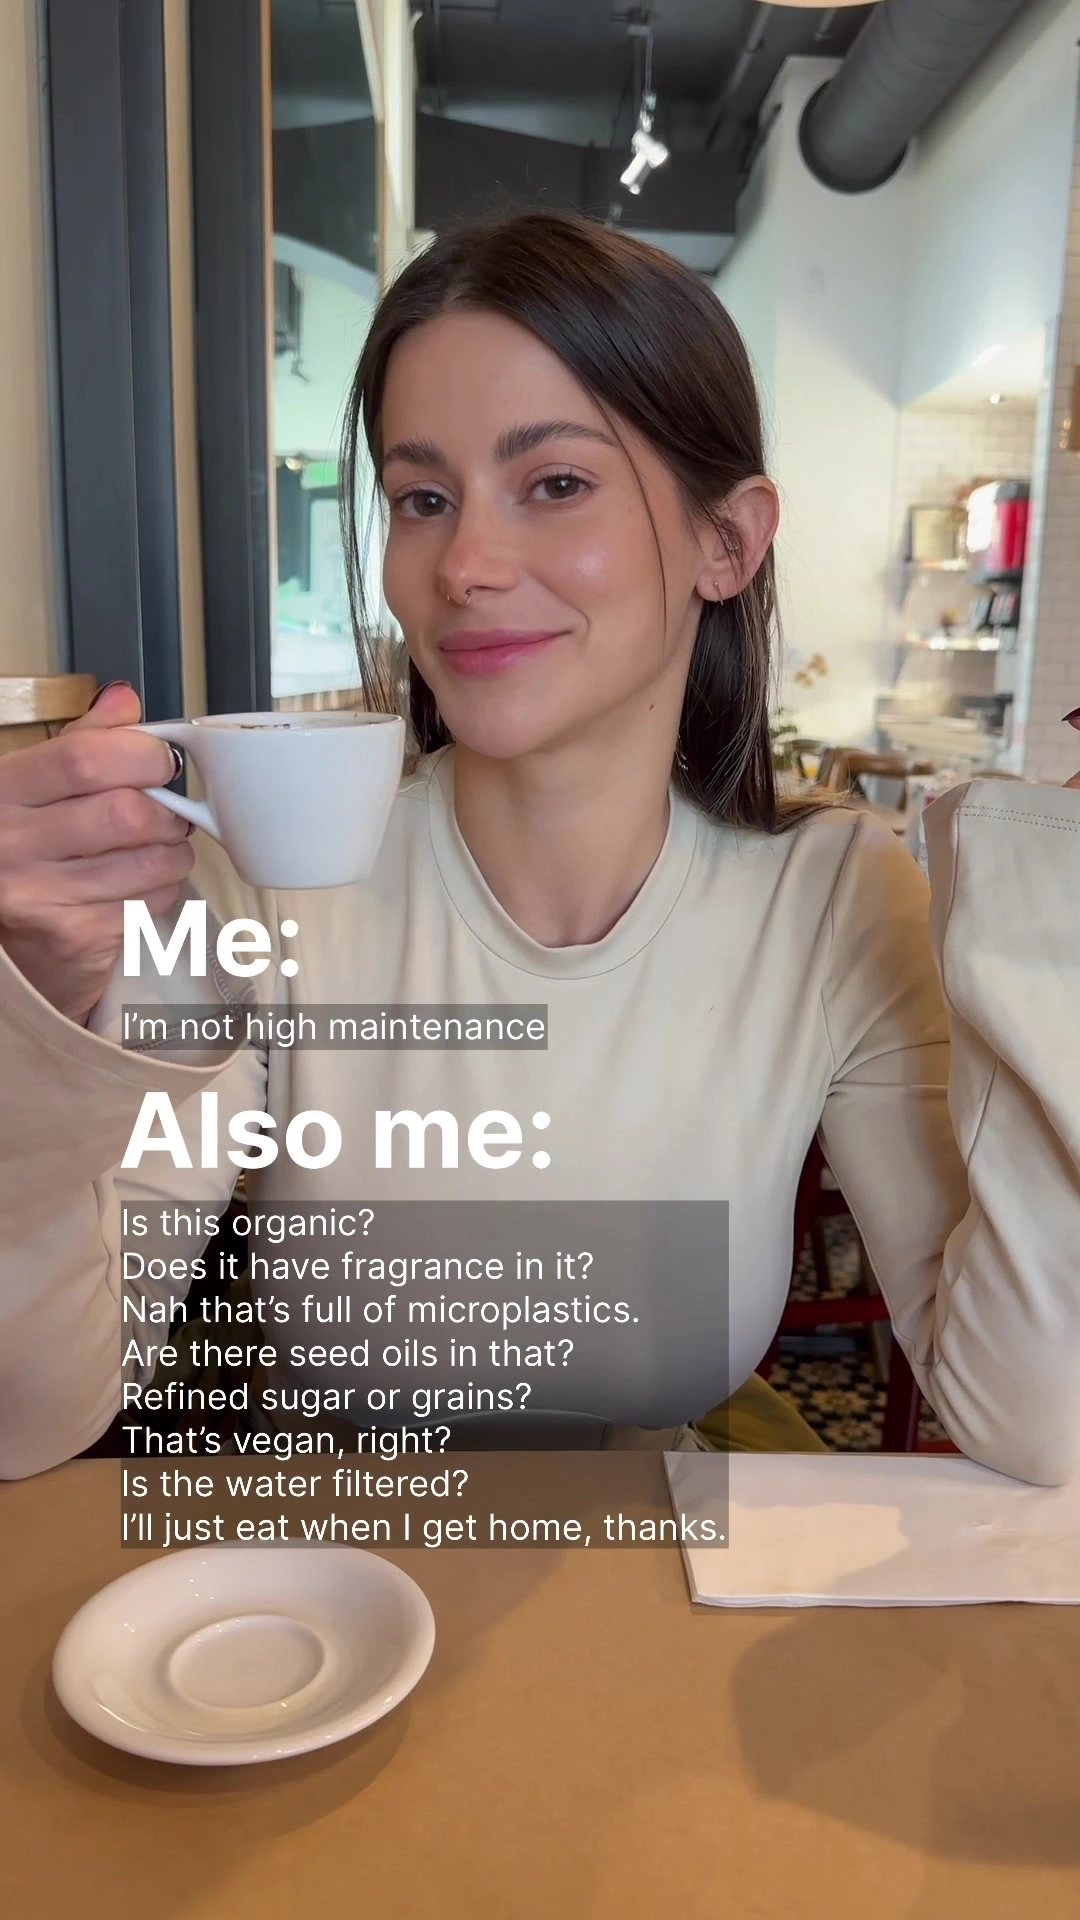 Me:
I’m not high maintenance
Also me:
Is this organic?
Does it have fragrance in it?
Nah that’s full of microplastics.
Are there seed oils in that?
Refined sugar or grains?
That’s vegan, right?
Is the water filtered?
I’ll just eat when I get home, thanks.